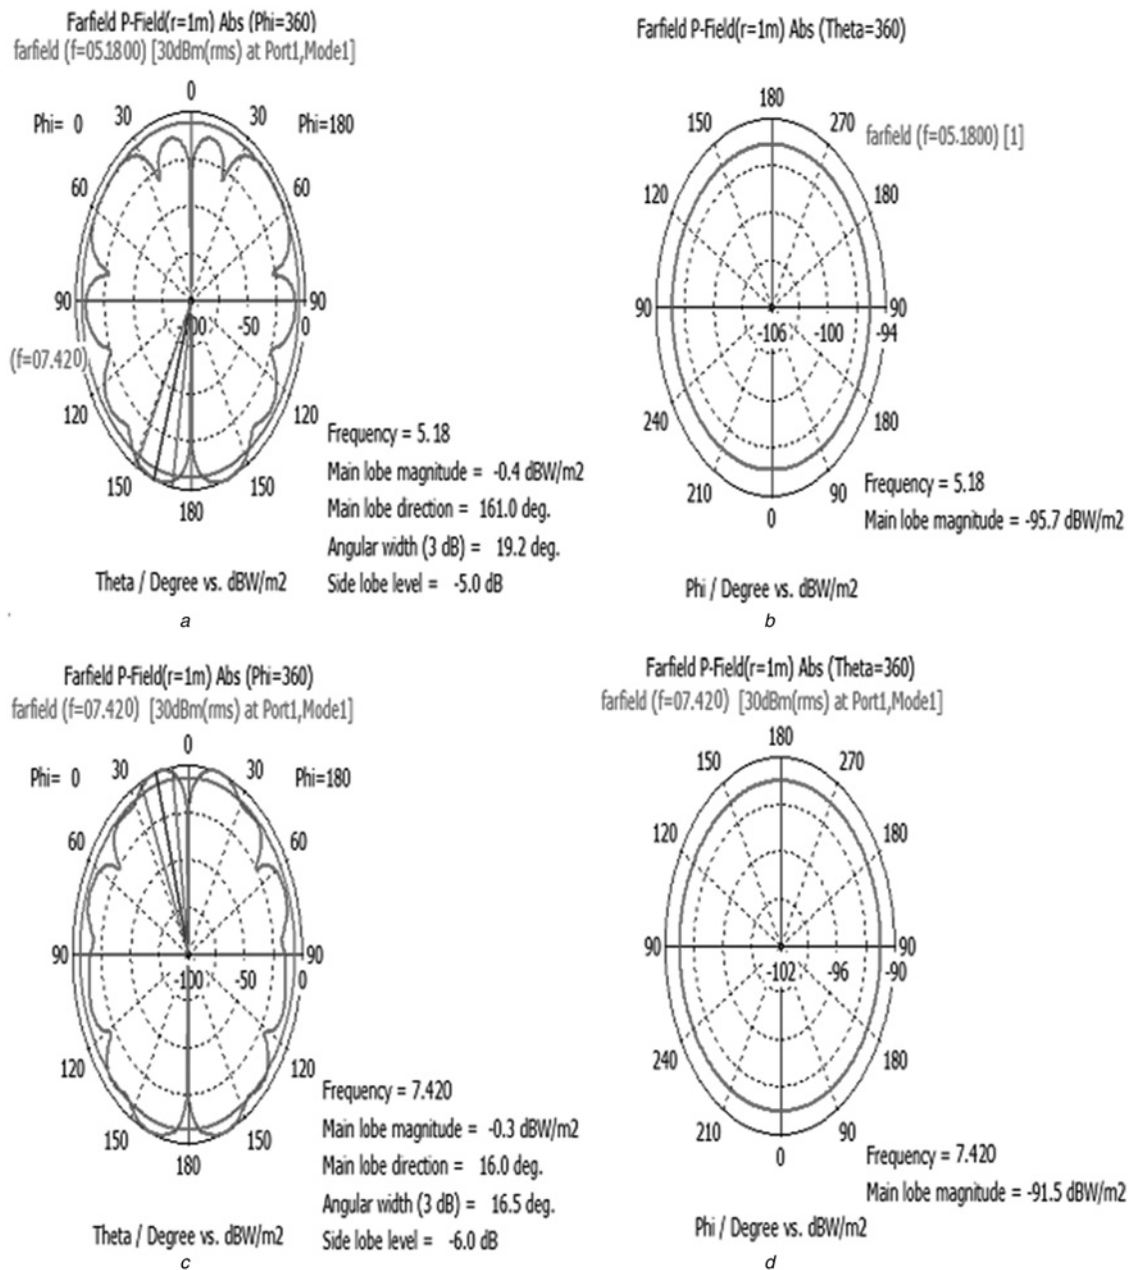 Farfield P-Field(r=1m) Abs (Phi=360)
farfield (f=05.1800) [30dBm(rms) at Port1,Mode1]
0
Phi= 0 30 30 Phi=180
60 60
90 90
-100 -50 0
(f=07.420)
120 120
150 150
180
Frequency = 5.18
Main lobe magnitude = -0.4 dBW/m2
Main lobe direction = 161.0 deg.
Angular width (3 dB) = 19.2 deg.
Side lobe level = -5.0 dB
Theta / Degree vs. dBW/m2
a
Farfield P-Field(r=1m) Abs (Theta=360)
180
150 270 farfield (f=05.1800) [1]
120 180
90 90
-106 -100 -94
240 180
210 90
0
Frequency = 5.18
Main lobe magnitude = -95.7 dBW/m2
Phi / Degree vs. dBW/m2
b
Farfield P-Field(r=1m) Abs (Phi=360)
farfield (f=07.420) [30dBm(rms) at Port1,Mode1]
0
Phi= 0 30 30 Phi=180
60 60
90 90
-100 -50 0
120 120
150 150
180
Frequency = 7.420
Main lobe magnitude = -0.3 dBW/m2
Main lobe direction = 16.0 deg.
Angular width (3 dB) = 16.5 deg.
Side lobe level = -6.0 dB
Theta / Degree vs. dBW/m2
c
Farfield P-Field(r=1m) Abs (Theta=360)
farfield (f=07.420) [30dBm(rms) at Port1,Mode1]
180
150 270
120 180
90 90
-102 -96 -90
240 180
210 90
0
Frequency = 7.420
Main lobe magnitude = -91.5 dBW/m2
Phi / Degree vs. dBW/m2
d